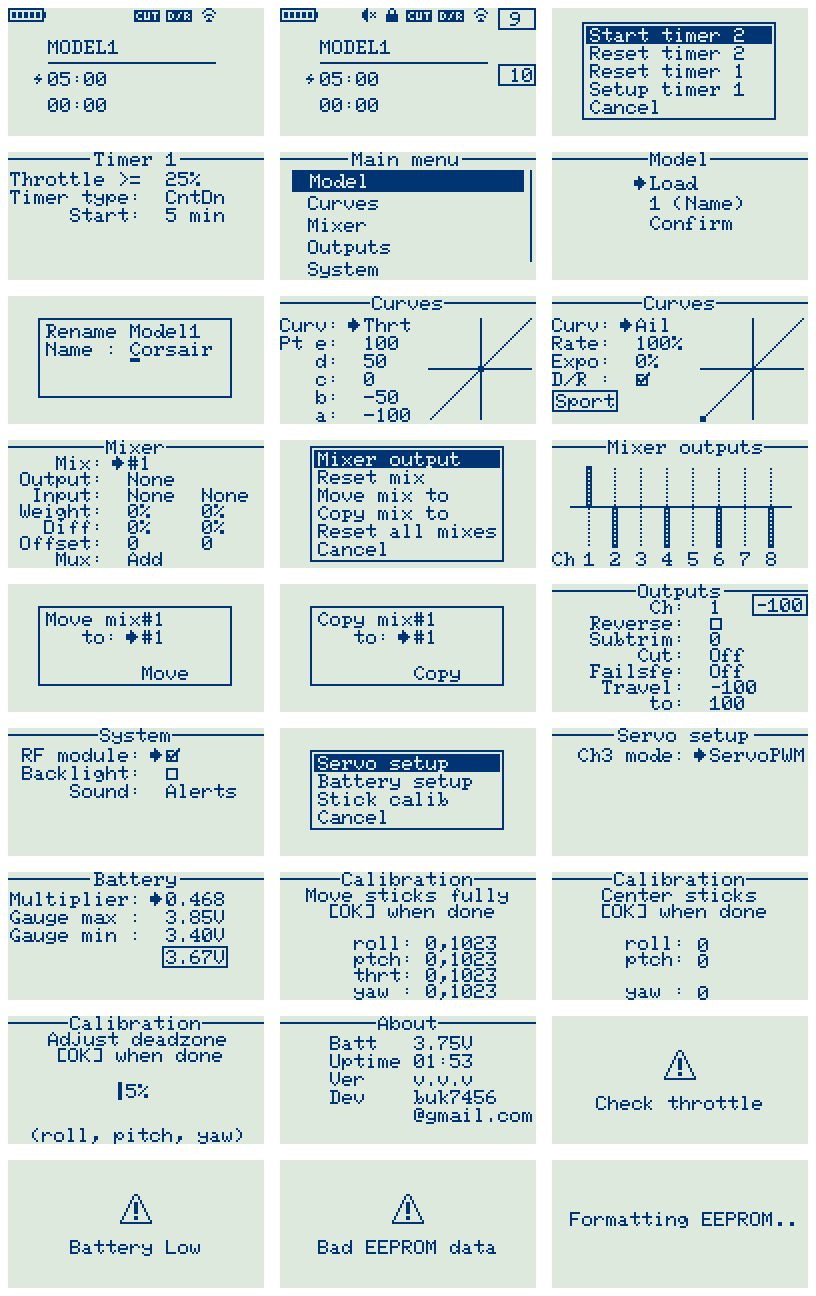 CUT D/R
MODEL1
05:00
00:00
CUT D/R 9
MODEL1
05:00 10
00:00
Start timer 2
Reset timer 2
Reset timer 1
Setup timer 1
Cancel
Timer 1
Throttle >= 25%
Timer type: CntDn
Start: 5 min
Main menu
Model
Curves
Mixer
Outputs
System
Model
Load
1 (Name)
Confirm
Rename Model1
Name : Corsair
Curves
Curv: Thrt
Pt e: 100
d: 50
c: 0
b: -50
a: -100
Curves
Curv: Ail
Rate: 100%
Expo: 0%
D/R :
Sport
Mixer
Mix: #1
Output: None
Input: None None
Weight: 0% 0%
Diff: 0% 0%
Offset: 0 0
Mux: Add
Mixer output
Reset mix
Move mix to
Copy mix to
Reset all mixes
Cancel
Mixer outputs
Ch 1 2 3 4 5 6 7 8
Move mix#1
to: #1
Move
Copy mix#1
to: #1
Copy
Outputs
Ch: 1 -100
Reverse:
Subtrim: 0
Cut: Off
Failsfe: Off
Travel: -100
to: 100
System
RF module:
Backlight:
Sound: Alerts
Servo setup
Battery setup
Stick calib
Cancel
Servo setup
Ch3 mode: ServoPWM
Battery
Multiplier: 0.468
Gauge max : 3.85V
Gauge min : 3.40V
3.67V
Calibration
Move sticks fully
[OK] when done
roll: 0,1023
ptch: 0,1023
thrt: 0,1023
yaw : 0,1023
Calibration
Center sticks
[OK] when done
roll: 0
ptch: 0
yaw : 0
Calibration
Adjust deadzone
[OK] when done
5%
(roll, pitch, yaw)
About
Batt 3.75V
Uptime 01:53
Ver v.v.v
Dev buk7456
@gmail.com
Check throttle
Battery Low
Bad EEPROM data
Formatting EEPROM..